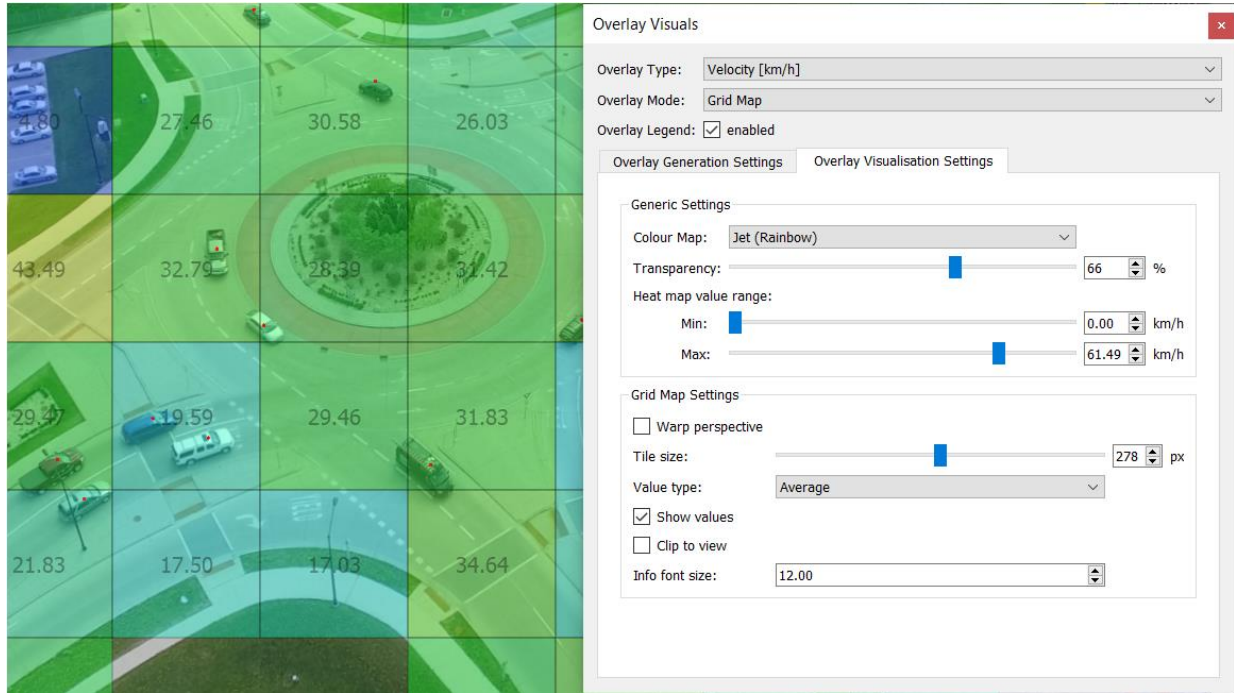 4.80 27.46 30.58 26.03
43.49 32.79 28.39 31.42
29.47 19.59 29.46 31.83
21.83 17.50 17.03 34.64
Overlay Visuals
Overlay Type: Velocity [km/h]
Overlay Mode: Grid Map
Overlay Legend: enabled
Overlay Generation Settings Overlay Visualisation Settings
Generic Settings
Colour Map: Jet (Rainbow)
Transparency: 66 %
Heat map value range:
Min: 0.00 km/h
Max: 61.49 km/h
Grid Map Settings
Warp perspective
Tile size: 278 px
Value type: Average
Show values
Clip to view
Info font size: 12.00